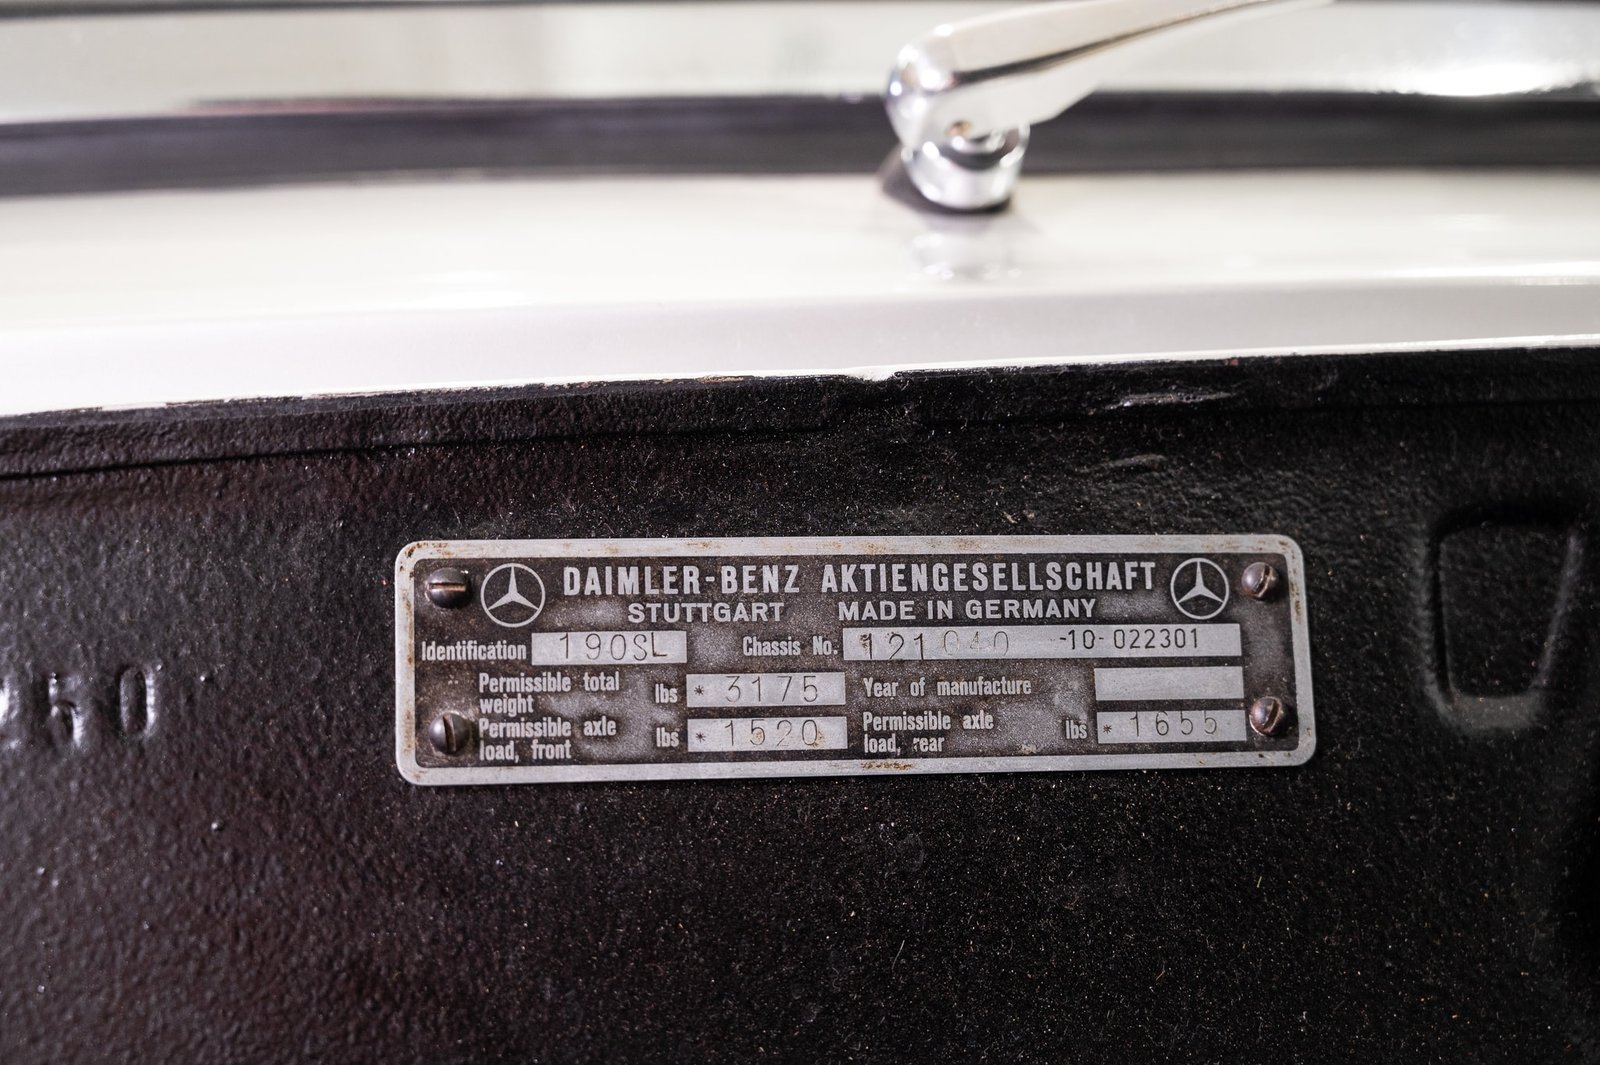 DAIMLER-BENZ AKTIENGESELLSCHAFT
STUTTGART MADE IN GERMANY
Identification 190SL Chassis No. 121040 -10- 022301
Permissible total weight lbs * 3175 Year of manufacture
Permissible axle load, front lbs * 1520 Permissible axle load, rear lbs * 1655